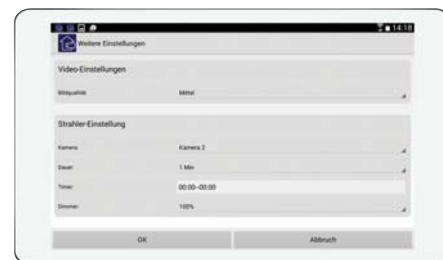 14:18
Weitere Einstellungen
Video-Einstellungen
Bildqualität Mittel
Strahler-Einstellung
Kamera Kamera 2
Dauer 1 Min
Timer 00:00~00:00
Dimmer 100%
OK Abbruch